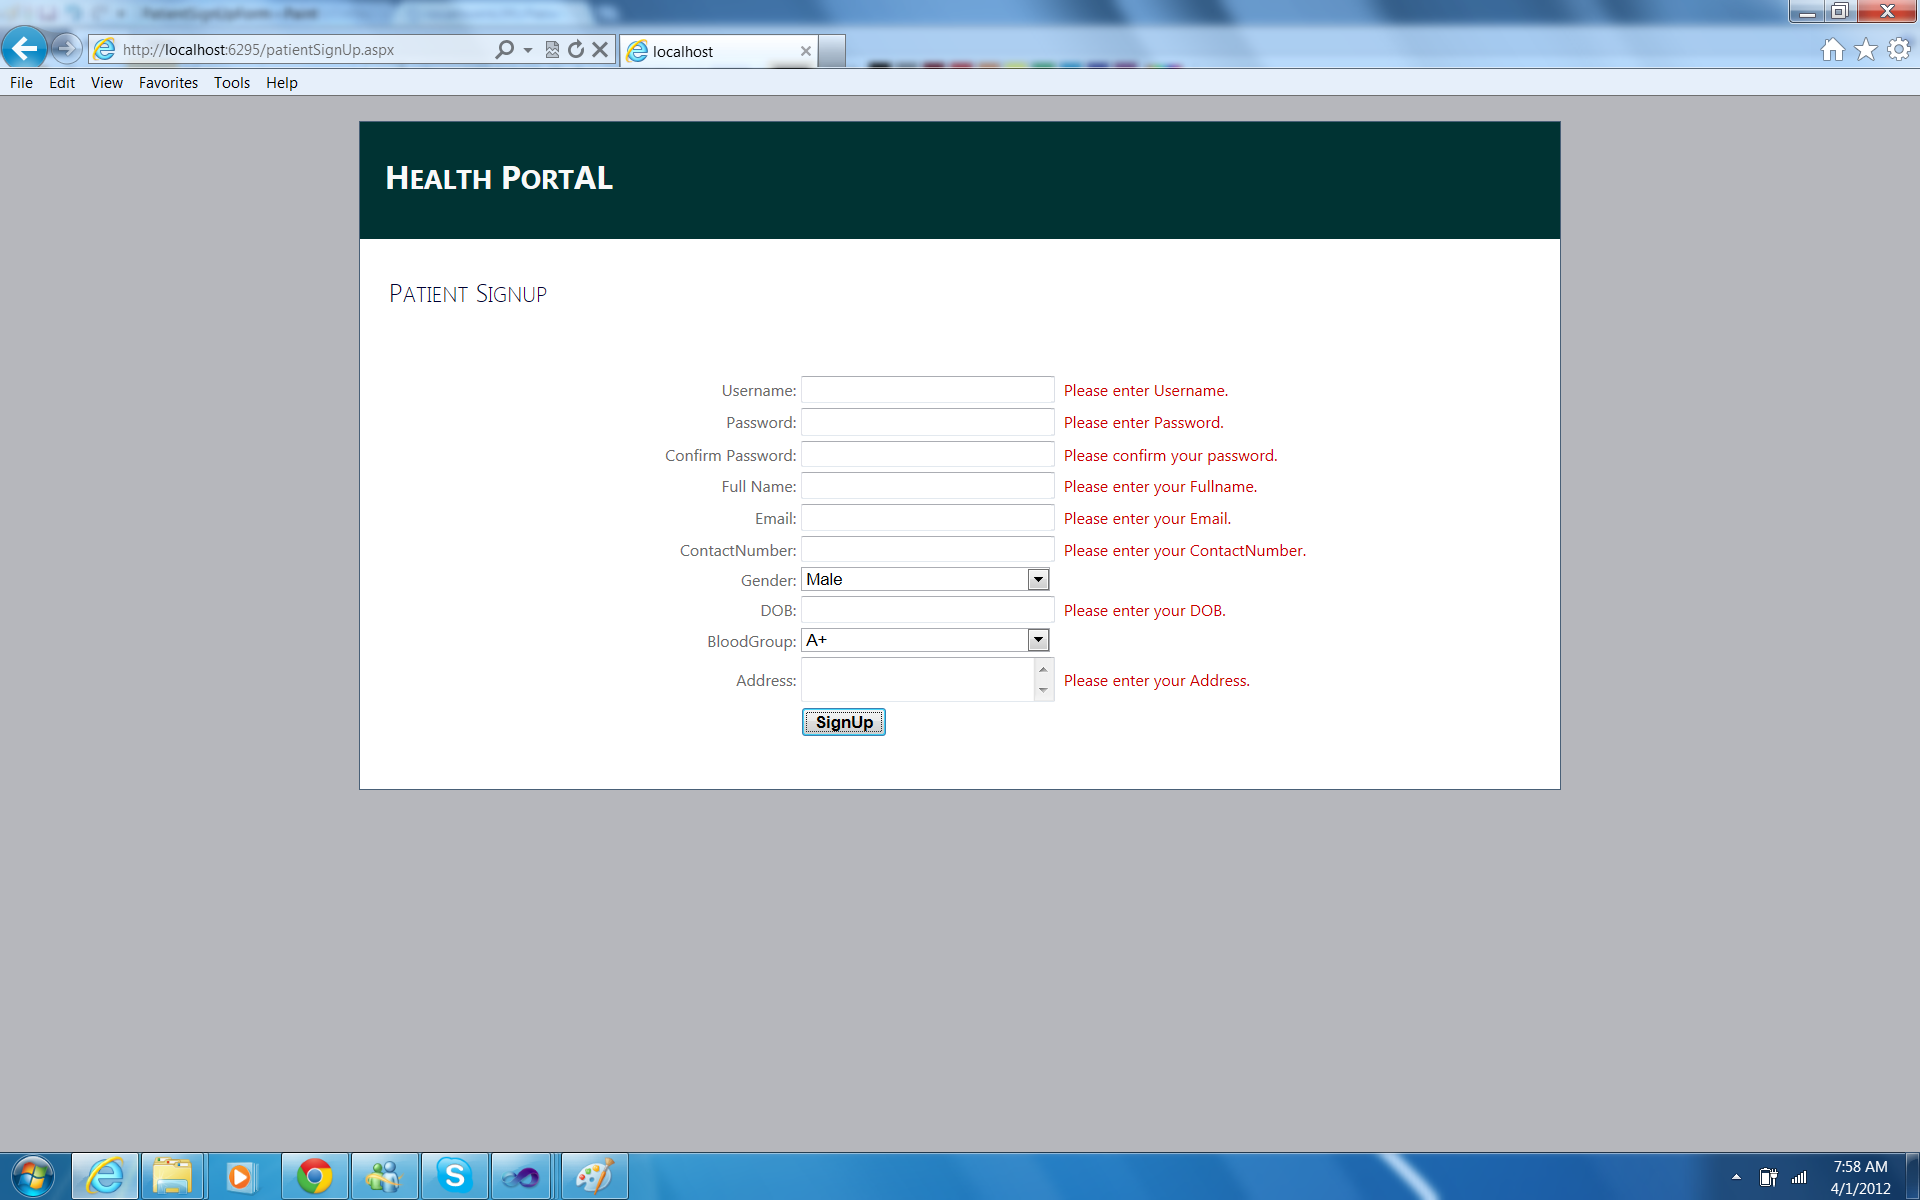 http://localhost:6295/patientSignUp.aspx
localhost
File Edit View Favorites Tools Help
HEALTH PORTAL
PATIENT SIGNUP
Username: Please enter Username.
Password: Please enter Password.
Confirm Password: Please confirm your password.
Full Name: Please enter your Fullname.
Email: Please enter your Email.
ContactNumber: Please enter your ContactNumber.
Gender: Male
DOB: Please enter your DOB.
BloodGroup: A+
Address: Please enter your Address.
SignUp
7:58 AM
4/1/2012